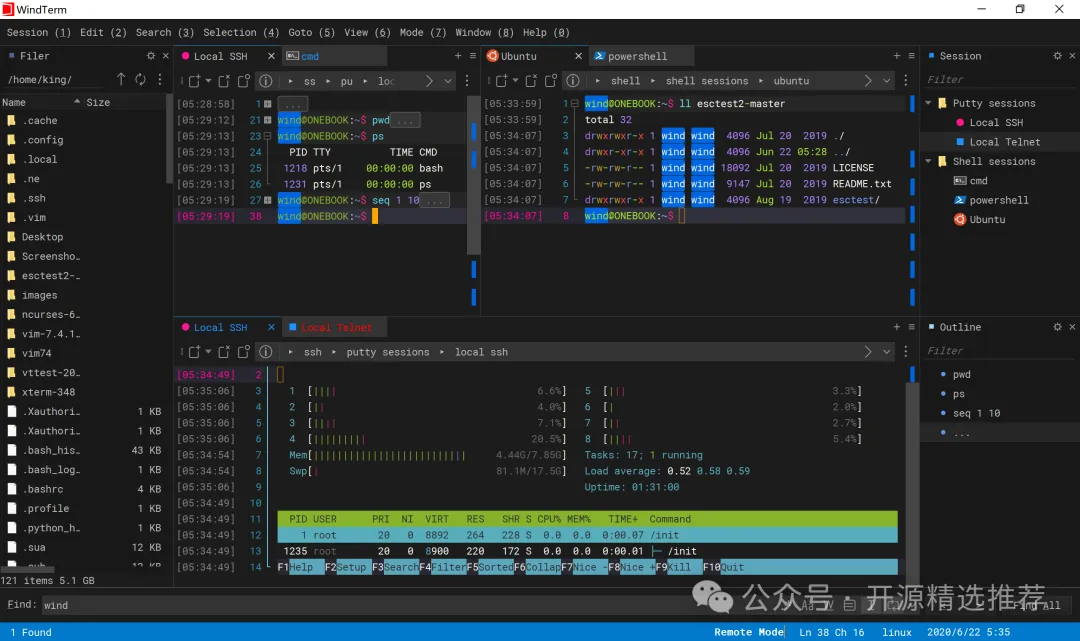 WindTerm
Session (1) Edit (2) Search (3) Selection (4) Goto (5) View (6) Mode (7) Window (8) Help (0)
Filer
/home/king/
Name Size
.cache
.config
.local
.ne
.ssh
.vim
Desktop
Screensho…
esctest2-…
images
ncurses-6…
vim-7.4.1…
vim74
vttest-20…
xterm-348
.Xauthori… 1 KB
.Xauthori… 1 KB
.bash_his… 43 KB
.bash_log… 1 KB
.bashrc 4 KB
.profile 1 KB
.python_h… 1 KB
.sua 12 KB
121 items 5.1 GB
Local SSH cmd
ss pu loc
[05:28:58] 1 ...
[05:29:12] 21 wind@ONEBOOK:~$ pwd ...
[05:29:13] 23 wind@ONEBOOK:~$ ps
[05:29:13] 24 PID TTY TIME CMD
[05:29:13] 25 1218 pts/1 00:00:00 bash
[05:29:13] 26 1231 pts/1 00:00:00 ps
[05:29:19] 27 wind@ONEBOOK:~$ seq 1 10 ...
[05:29:19] 38 wind@ONEBOOK:~$
Ubuntu powershell
shell shell sessions ubuntu
[05:33:59] 1 wind@ONEBOOK:~$ ll esctest2-master
[05:33:59] 2 total 32
[05:34:07] 3 drwxrwxr-x 1 wind wind 4096 Jul 20 2019 ./
[05:34:07] 4 drwxr-xr-x 1 wind wind 4096 Jun 22 05:28 ../
[05:34:07] 5 -rw-rw-r-- 1 wind wind 18092 Jul 20 2019 LICENSE
[05:34:07] 6 -rw-rw-r-- 1 wind wind 9147 Jul 20 2019 README.txt
[05:34:07] 7 drwxrwxr-x 1 wind wind 4096 Aug 19 2019 esctest/
[05:34:07] 8 wind@ONEBOOK:~$
Session
Filter
Putty sessions
Local SSH
Local Telnet
Shell sessions
cmd
powershell
Ubuntu
Local SSH Local Telnet
ssh putty sessions local ssh
[05:34:49] 2
[05:35:06] 3 1 [|||| 6.6%] 5 [||| 3.3%]
[05:35:06] 4 2 [|| 4.0%] 6 [| 2.0%]
[05:35:06] 5 3 [|||| 7.1%] 7 [|| 2.7%]
[05:35:06] 6 4 [||||||||| 20.5%] 8 [|||| 5.4%]
[05:34:54] 7 Mem[|||||||||||||||||||||||||| 4.44G/7.85G] Tasks: 17; 1 running
[05:34:54] 8 Swp[| 81.1M/17.5G] Load average: 0.52 0.58 0.59
[05:35:06] 9 Uptime: 01:31:00
[05:34:49] 10
[05:34:49] 11 PID USER PRI NI VIRT RES SHR S CPU% MEM% TIME+ Command
[05:34:49] 12 1 root 20 0 8892 264 228 S 0.0 0.0 0:00.07 /init
[05:34:49] 13 1235 root 20 0 8900 220 172 S 0.0 0.0 0:00.01 ├─ /init
[05:34:49] 14 F1Help F2Setup F3SearchF4FilterF5SortedF6CollapF7Nice -F8Nice +F9Kill F10Quit
Outline
Filter
pwd
ps
seq 1 10
...
Find: wind
Find All
公众号 · 开源精选推荐
1 Found
Remote Mode Ln 38 Ch 16 linux 2020/6/22 5:35